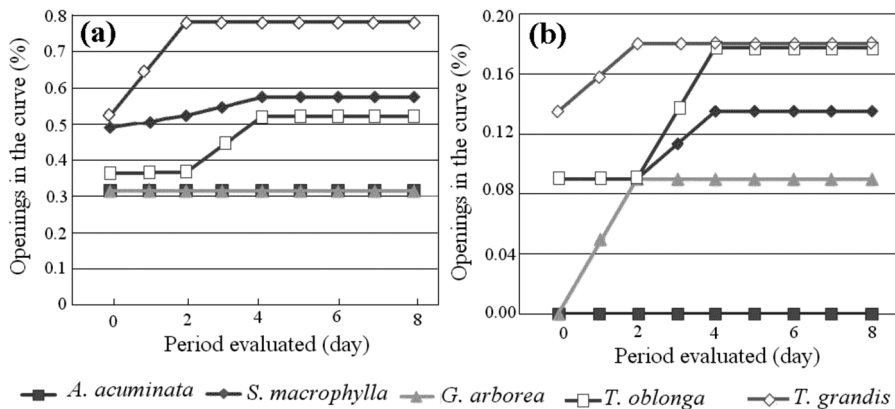 (a)
Openings in the curve (%)
0.8
0.7
0.6
0.5
0.4
0.3
0.2
0.1
0
0 2 4 6 8
Period evaluated (day)
(b)
Openings in the curve (%)
0.20
0.16
0.12
0.08
0.04
0.00
0 2 4 6 8
Period evaluated (day)
A. acuminata S. macrophylla G. arborea T. oblonga T. grandis